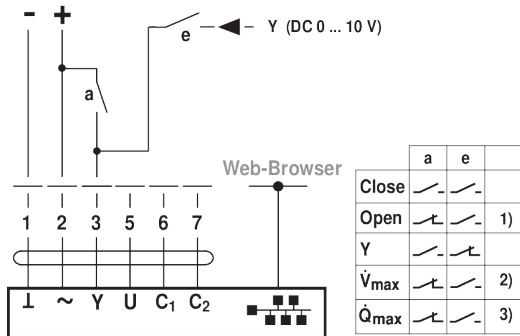 - +
e
Y (DC 0 ... 10 V)
a
Web-Browser
1 2 3 5 6 7
⊥ ~ Y U C₁ C₂
a e
Close
Open 1)
Y
V̇max 2)
Q̇max 3)